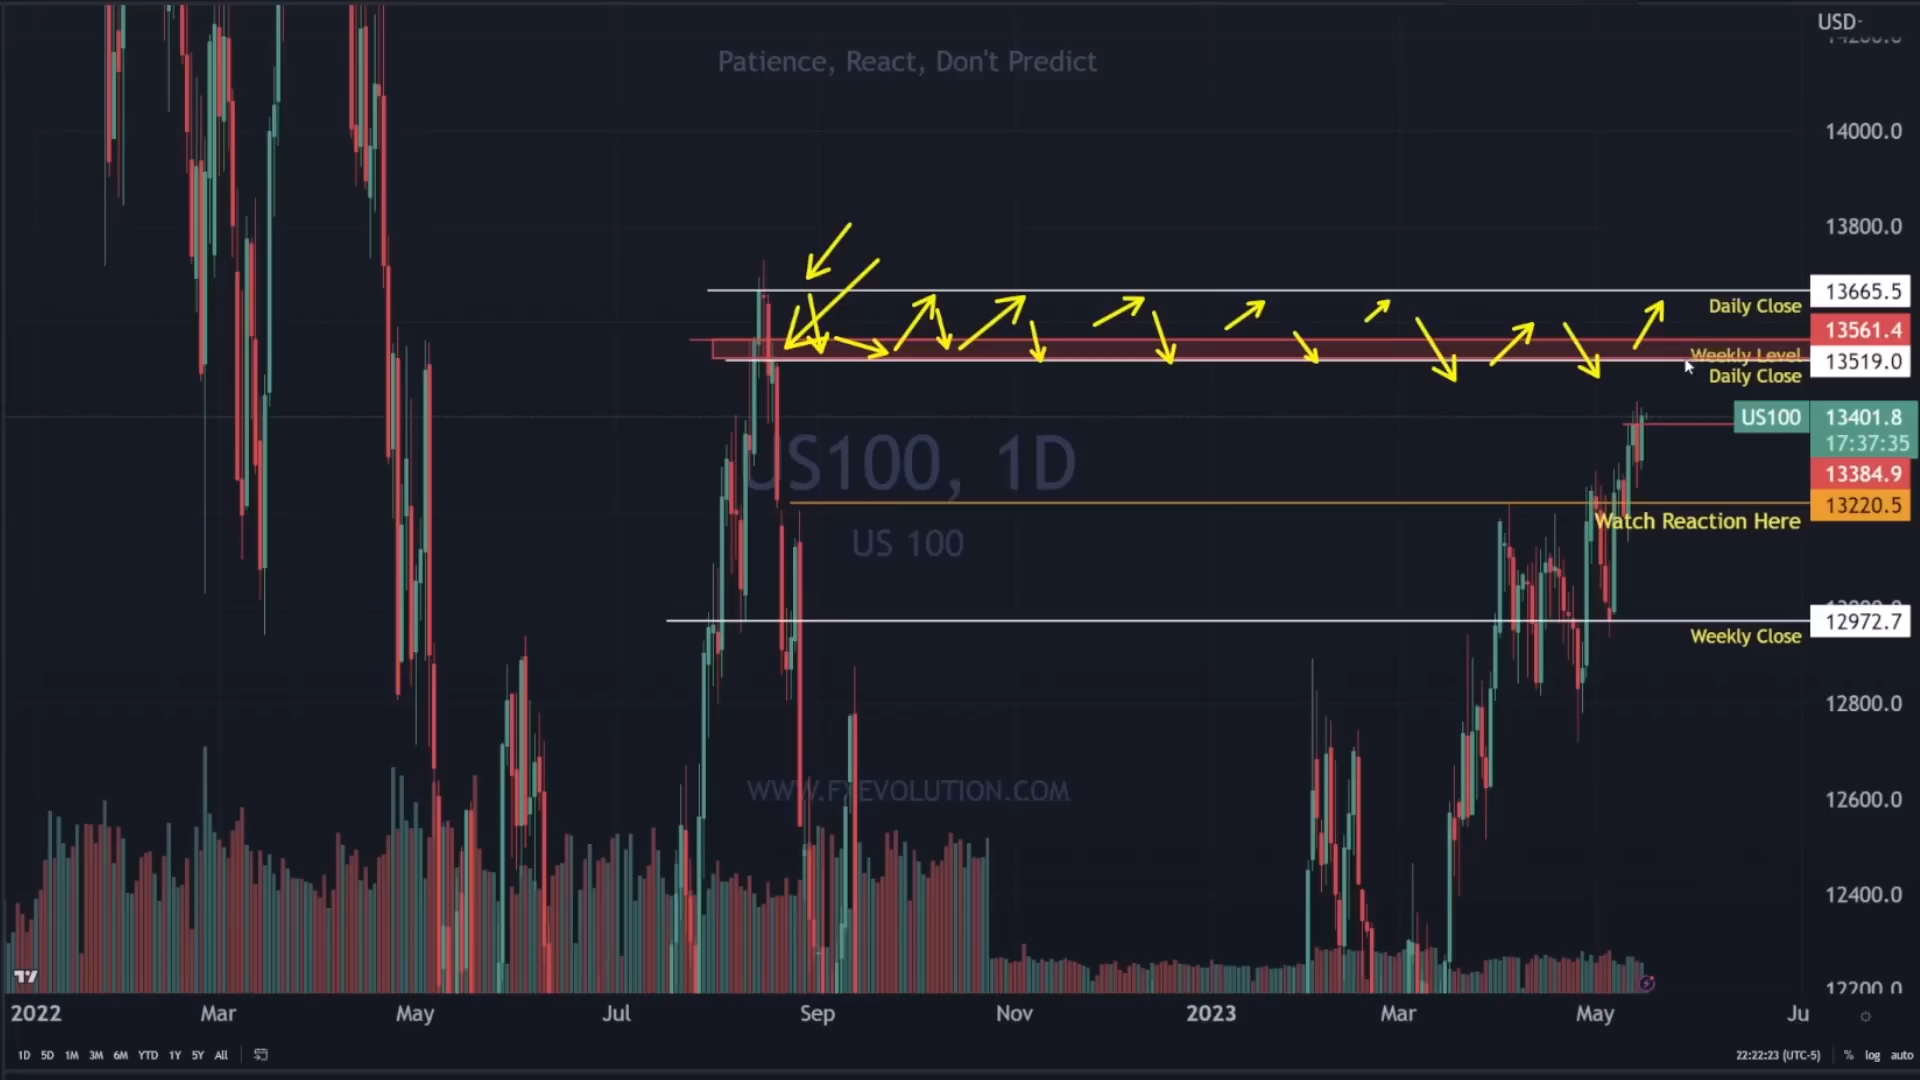 USD
Patience, React, Don't Predict
14000.0
13800.0
13665.5
Daily Close
13561.4
Weekly Level
13519.0
Daily Close
US100 13401.8
17:37:35
13384.9
13220.5
Watch Reaction Here
US100, 1D
US 100
12972.7
Weekly Close
12800.0
WWW.FXEVOLUTION.COM
12600.0
12400.0
12200.0
2022 Mar May Jul Sep Nov 2023 Mar May Ju
1D 5D 1M 3M 6M YTD 1Y 5Y All
22:22:23 (UTC-5) % log auto